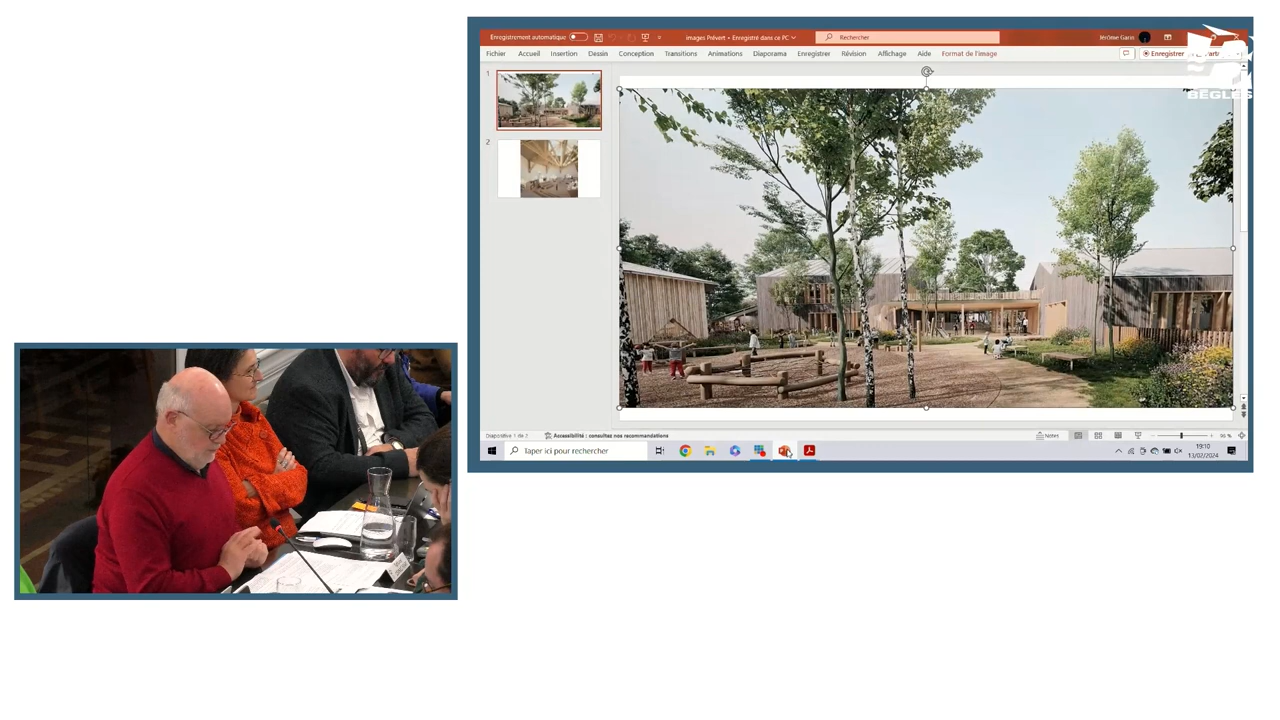 Enregistrement automatique
images Prévert • Enregistré dans ce PC
Rechercher
Jérôme Garin
Fichier Accueil Insertion Dessin Conception Transitions Animations Diaporama Enregistrer Révision Affichage Aide Format de l'image
Enregistrer
BEGLES
1
2
Diapositive 1 de 2
Accessibilité : consultez nos recommandations
Notes
Taper ici pour rechercher
19:10
13/02/2024